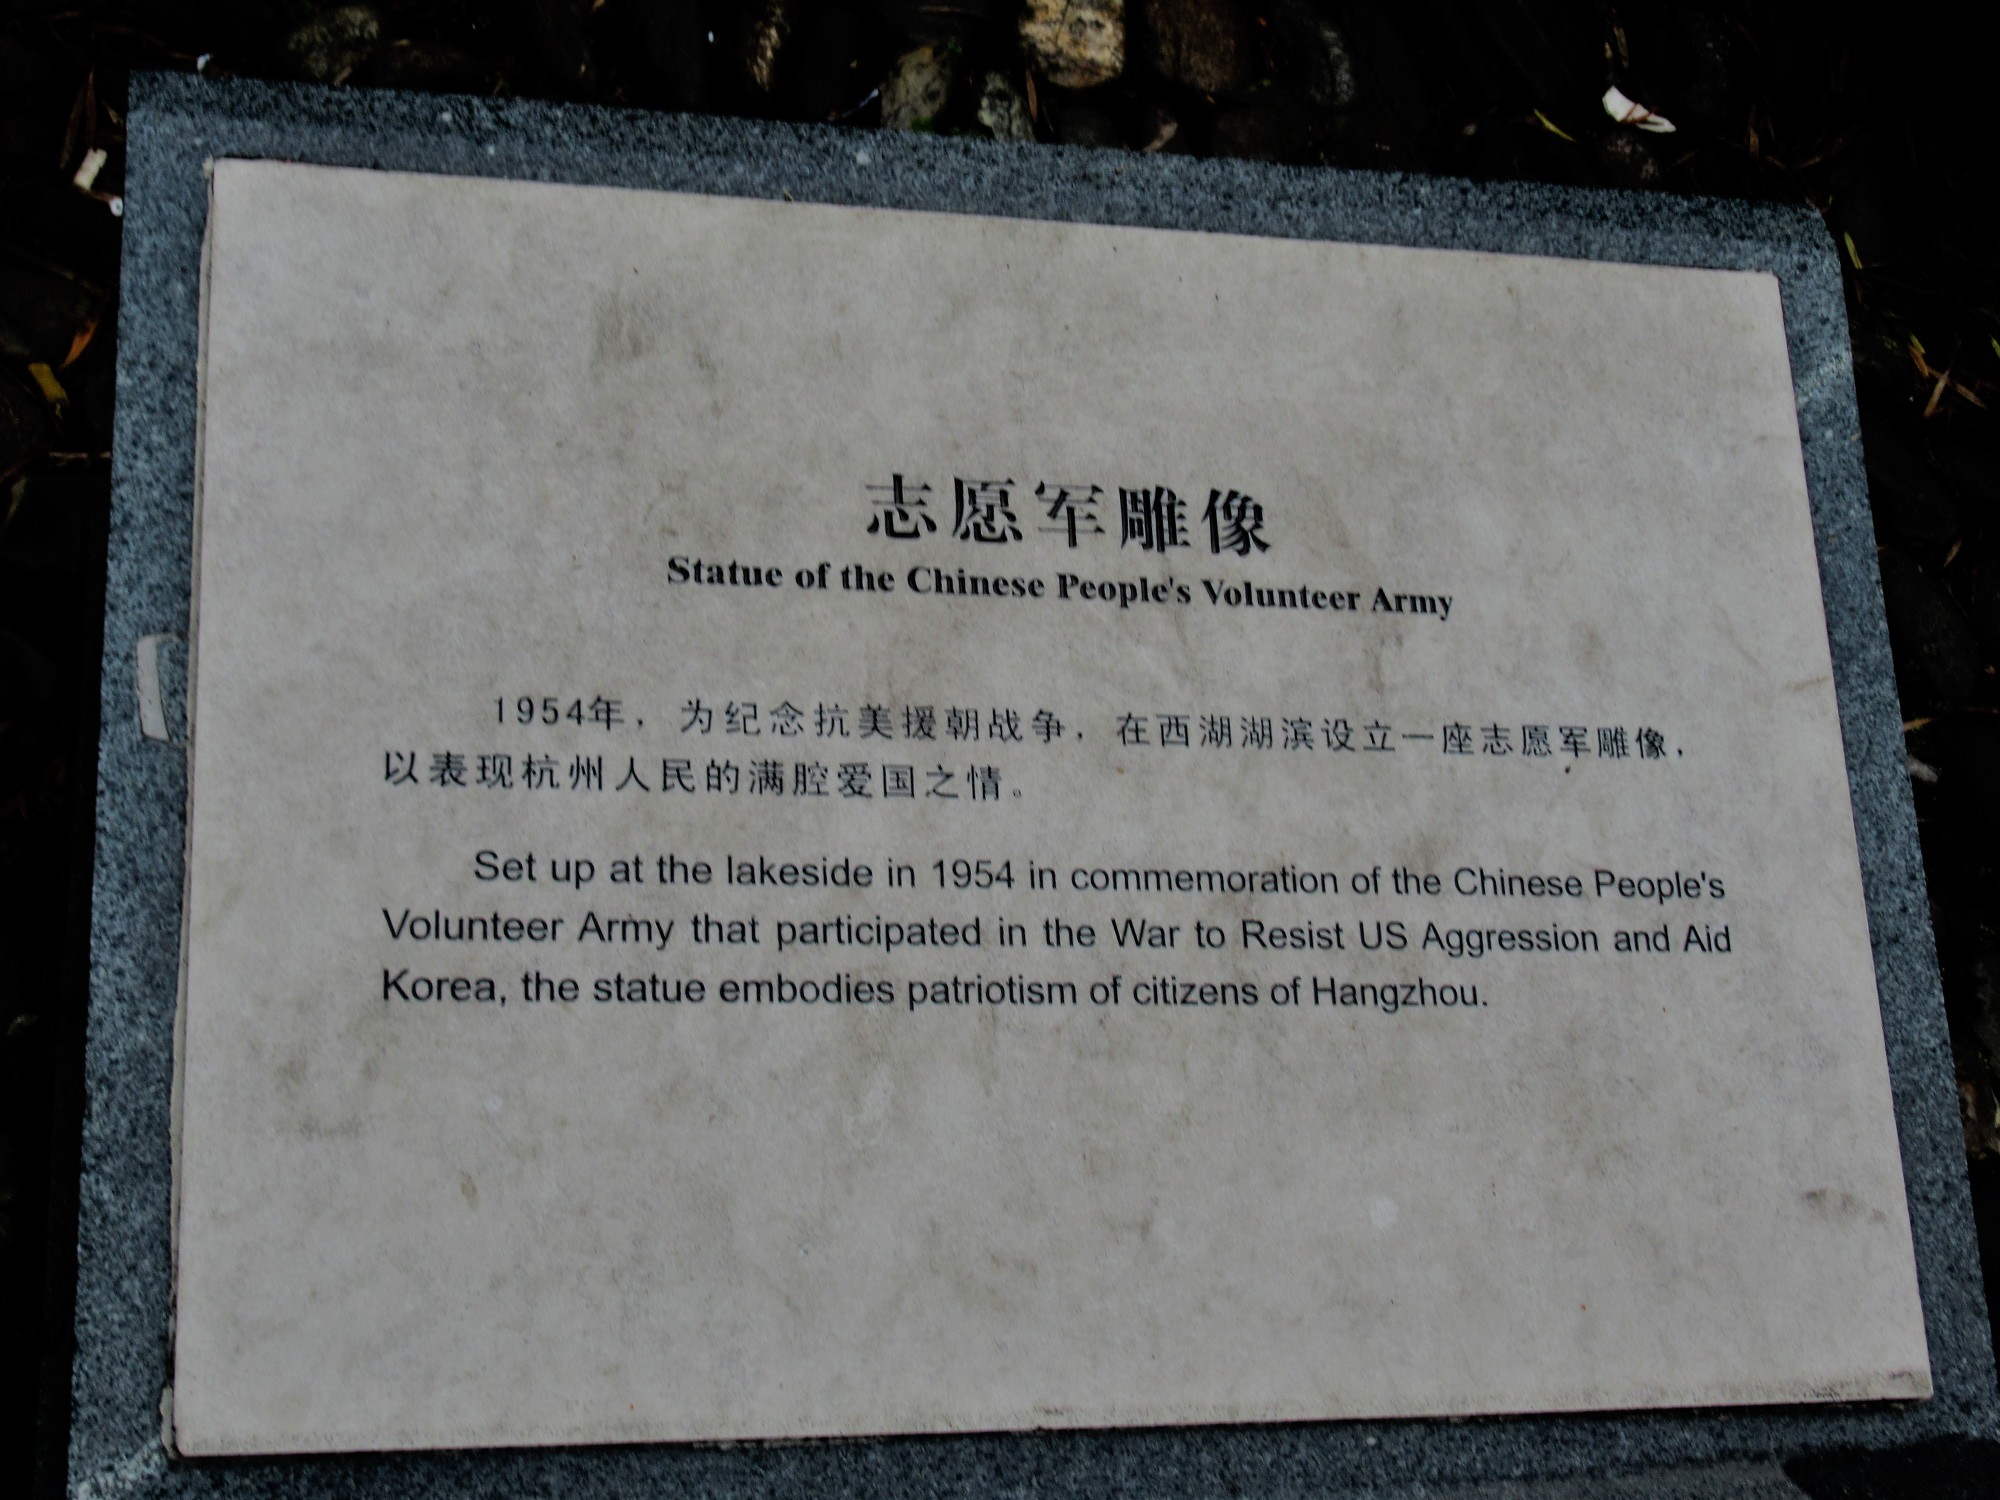 志愿军雕像
Statue of the Chinese People's Volunteer Army
1954年，为纪念抗美援朝战争，在西湖湖滨设立一座志愿军雕像，
以表现杭州人民的满腔爱国之情。
Set up at the lakeside in 1954 in commemoration of the Chinese People's
Volunteer Army that participated in the War to Resist US Aggression and Aid
Korea, the statue embodies patriotism of citizens of Hangzhou.